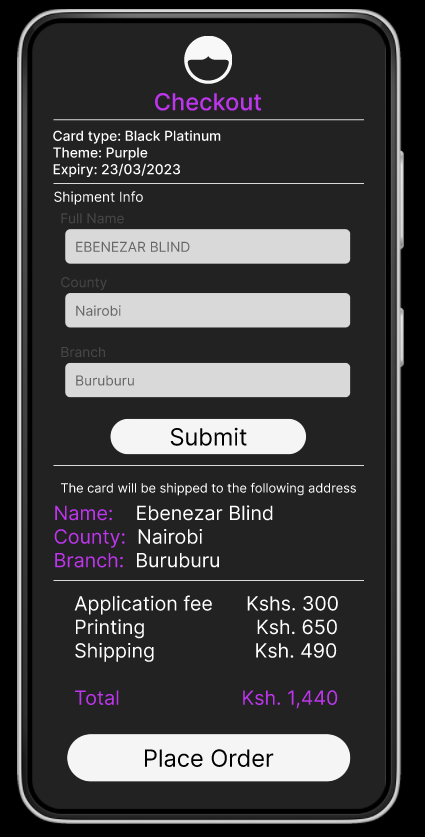 Checkout
Card type: Black Platinum
Theme: Purple
Expiry: 23/03/2023
Shipment Info
Full Name
EBENEZAR BLIND
County
Nairobi
Branch
Buruburu
Submit
The card will be shipped to the following address
Name: Ebenezar Blind
County: Nairobi
Branch: Buruburu
Application fee Kshs. 300
Printing Ksh. 650
Shipping Ksh. 490
Total Ksh. 1,440
Place Order